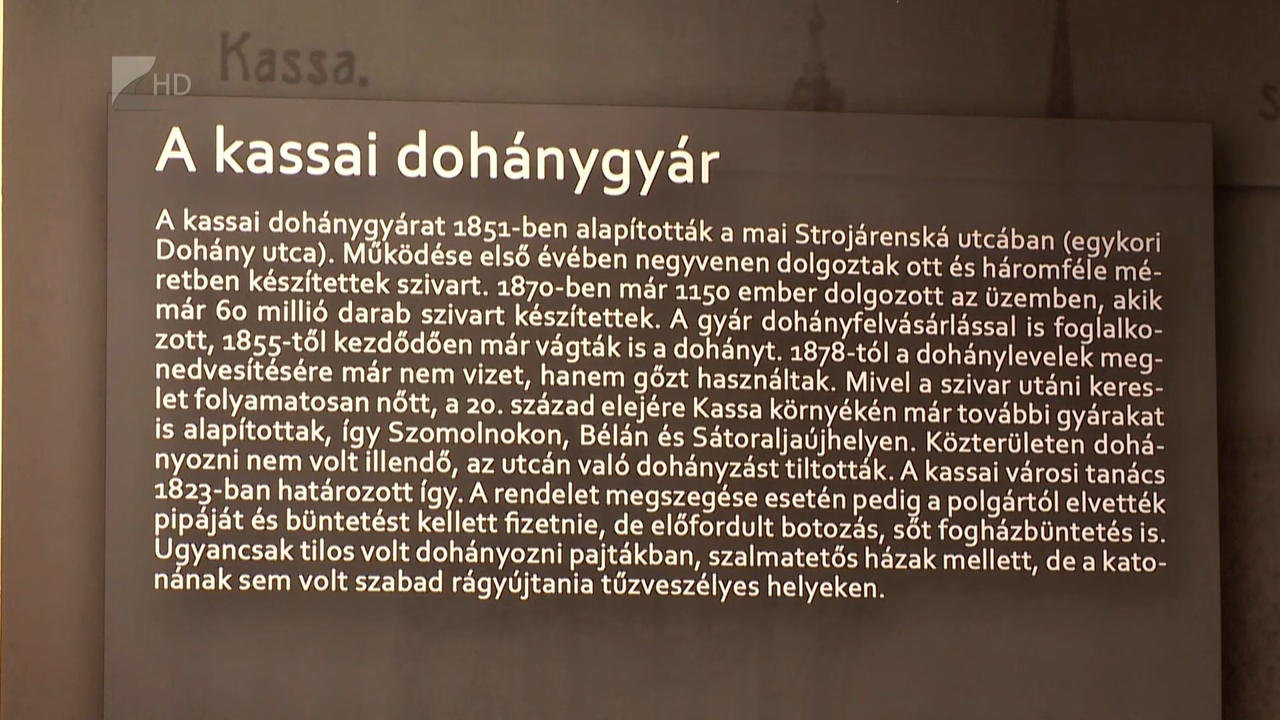 Kassa.
HD
A kassai dohánygyár
A kassai dohánygyárat 1851-ben alapították a mai Strojárenská utcában (egykori
Dohány utca). Működése első évében negyvenen dolgoztak ott és háromféle mé-
retben készítettek szivart. 1870-ben már 1150 ember dolgozott az üzemben, akik
már 60 millió darab szivart készítettek. A gyár dohányfelvásárlással is foglalko-
zott, 1855-től kezdődően már vágták is a dohányt. 1878-tól a dohánylevelek meg-
nedvesítésére már nem vizet, hanem gőzt használtak. Mivel a szivar utáni keres-
let folyamatosan nőtt, a 20. század elejére Kassa környékén már további gyárakat
is alapítottak, így Szomolnokon, Bélán és Sátoraljaújhelyen. Közterületen dohá-
nyozni nem volt illendő, az utcán való dohányzást tiltották. A kassai városi tanács
1823-ban határozott így. A rendelet megszegése esetén pedig a polgártól elvették
pipáját és büntetést kellett fizetnie, de előfordult botozás, sőt fogházbüntetés is.
Ugyancsak tilos volt dohányozni pajtákban, szalmatetős házak mellett, de a kato-
nának sem volt szabad rágyújtania tűzveszélyes helyeken.